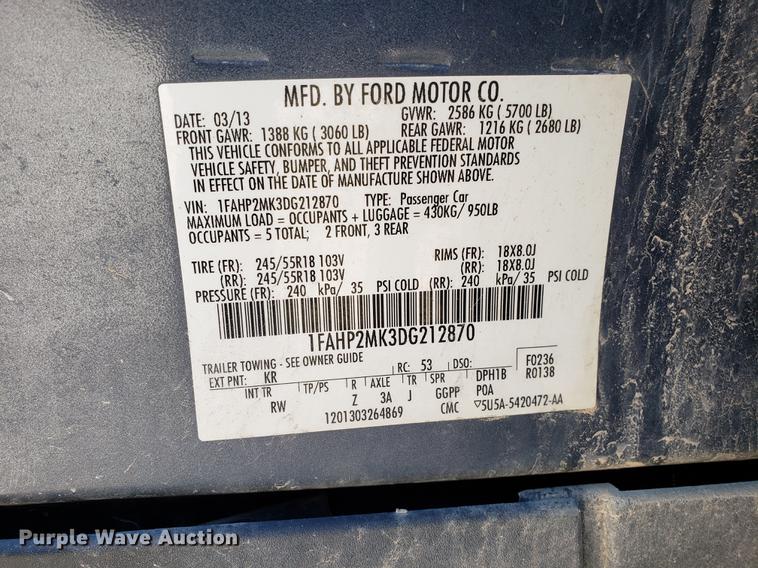 MFD. BY FORD MOTOR CO.
DATE: 03/13 GVWR: 2586 KG ( 5700 LB)
FRONT GAWR: 1388 KG ( 3060 LB) REAR GAWR: 1216 KG ( 2680 LB)
THIS VEHICLE CONFORMS TO ALL APPLICABLE FEDERAL MOTOR
VEHICLE SAFETY, BUMPER, AND THEFT PREVENTION STANDARDS
IN EFFECT ON THE DATE OF MANUFACTURE SHOWN ABOVE.
VIN: 1FAHP2MK3DG212870 TYPE: Passenger Car
MAXIMUM LOAD = OCCUPANTS + LUGGAGE = 430KG/ 950LB
OCCUPANTS = 5 TOTAL; 2 FRONT, 3 REAR
TIRE (FR): 245/55R18 103V RIMS (FR): 18X8.0J
(RR): 245/55R18 103V (RR): 18X8.0J
PRESSURE (FR): 240 kPa/ 35 PSI COLD (RR): 240 kPa/ 35 PSI COLD
1FAHP2MK3DG212870
TRAILER TOWING - SEE OWNER GUIDE
EXT PNT: KR RC: 53 DSO: F0236
INT TR TP/PS R AXLE TR SPR DPH1B R0138
RW Z 3A J GGPP POA
1201303264869 CMC ▽5U5A-5420472-AA
Purple Wave Auction